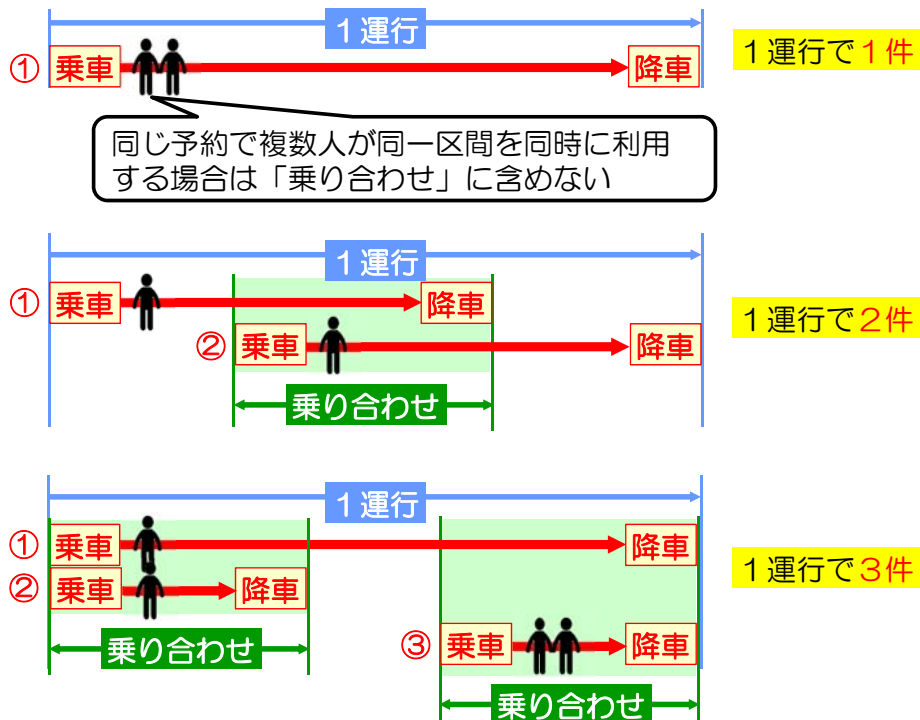 １運行
① 乗車 降車
１運行で１件
同じ予約で複数人が同一区間を同時に利用
する場合は「乗り合わせ」に含めない
１運行
① 乗車 降車
② 乗車 降車
１運行で２件
乗り合わせ
１運行
① 乗車 降車
② 乗車 降車
１運行で３件
乗り合わせ
③ 乗車 降車
乗り合わせ